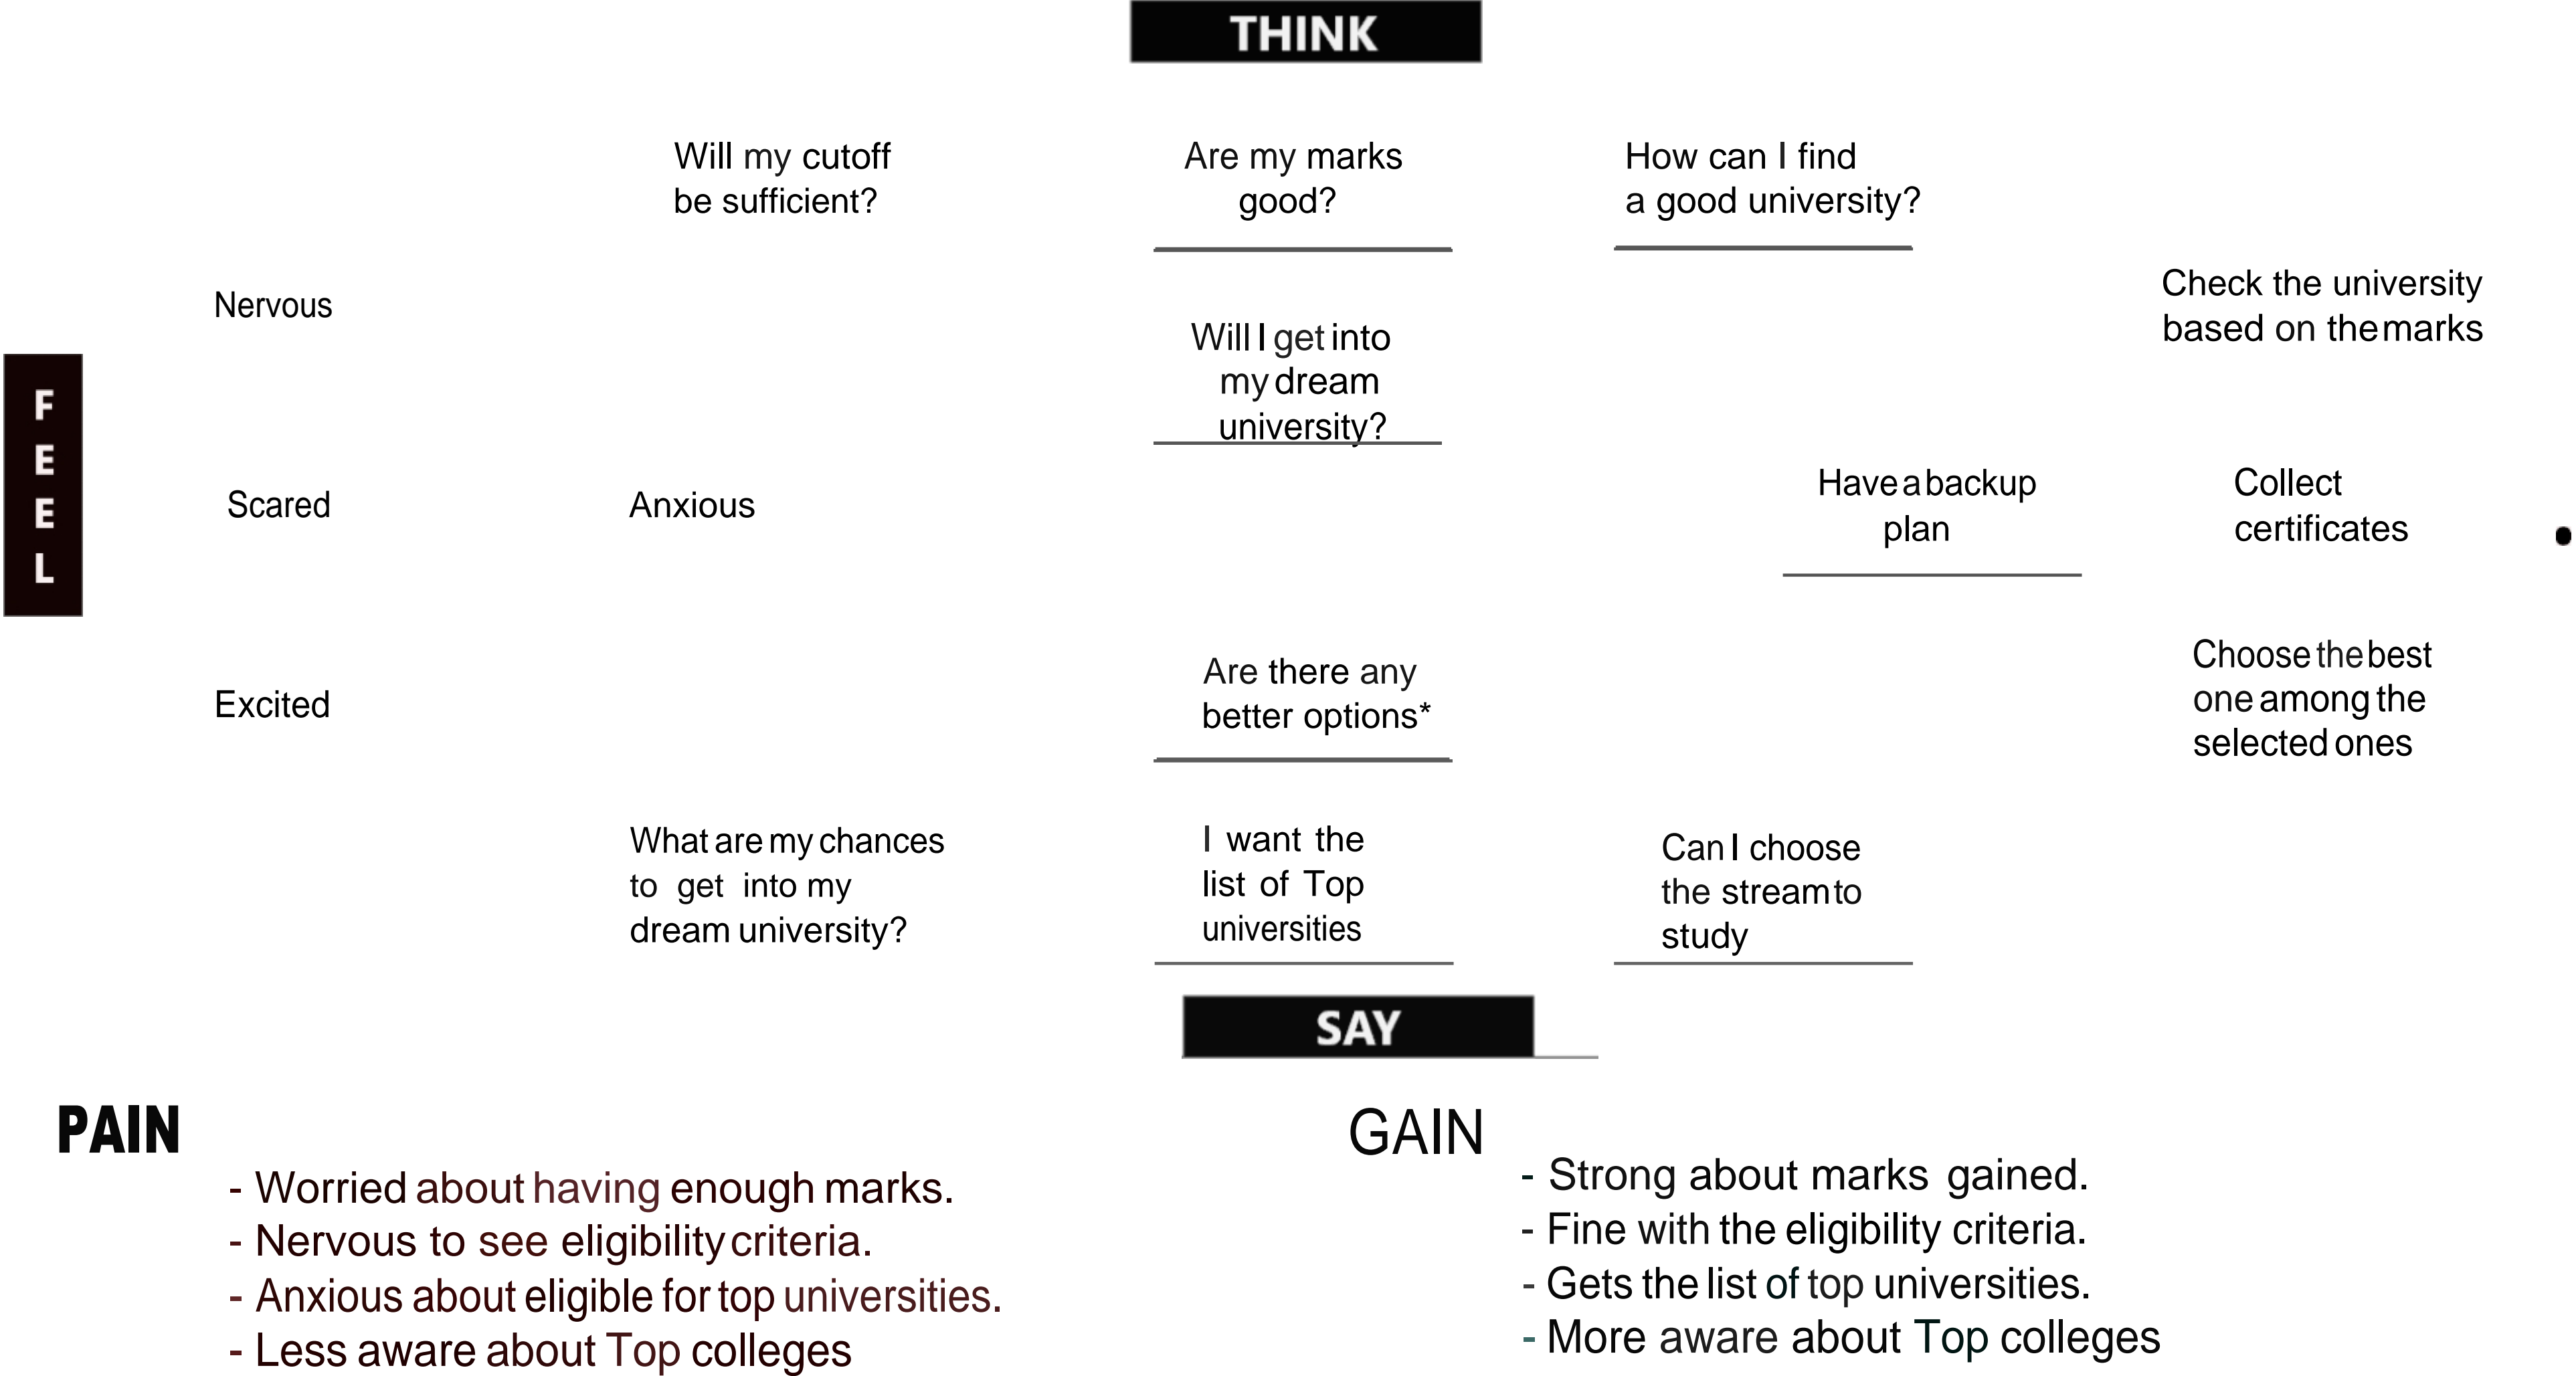 THINK
Will my cutoff
be sufficient?
Are my marks
good?
How can I find
a good university?
Nervous
Will I get into
my dream
university?
Check the university
based on themarks
F
E
E
L
Scared
Anxious
Have a backup
plan
Collect
certificates
Excited
Are there any
better options*
Choose the best
one among the
selected ones
What are my chances
to get into my
dream university?
I want the
list of Top
universities
Can I choose
the stream to
study
SAY
PAIN
- Worried about having enough marks.
- Nervous to see eligibility criteria.
- Anxious about eligible for top universities.
- Less aware about Top colleges
GAIN
- Strong about marks gained.
- Fine with the eligibility criteria.
- Gets the list of top universities.
- More aware about Top colleges